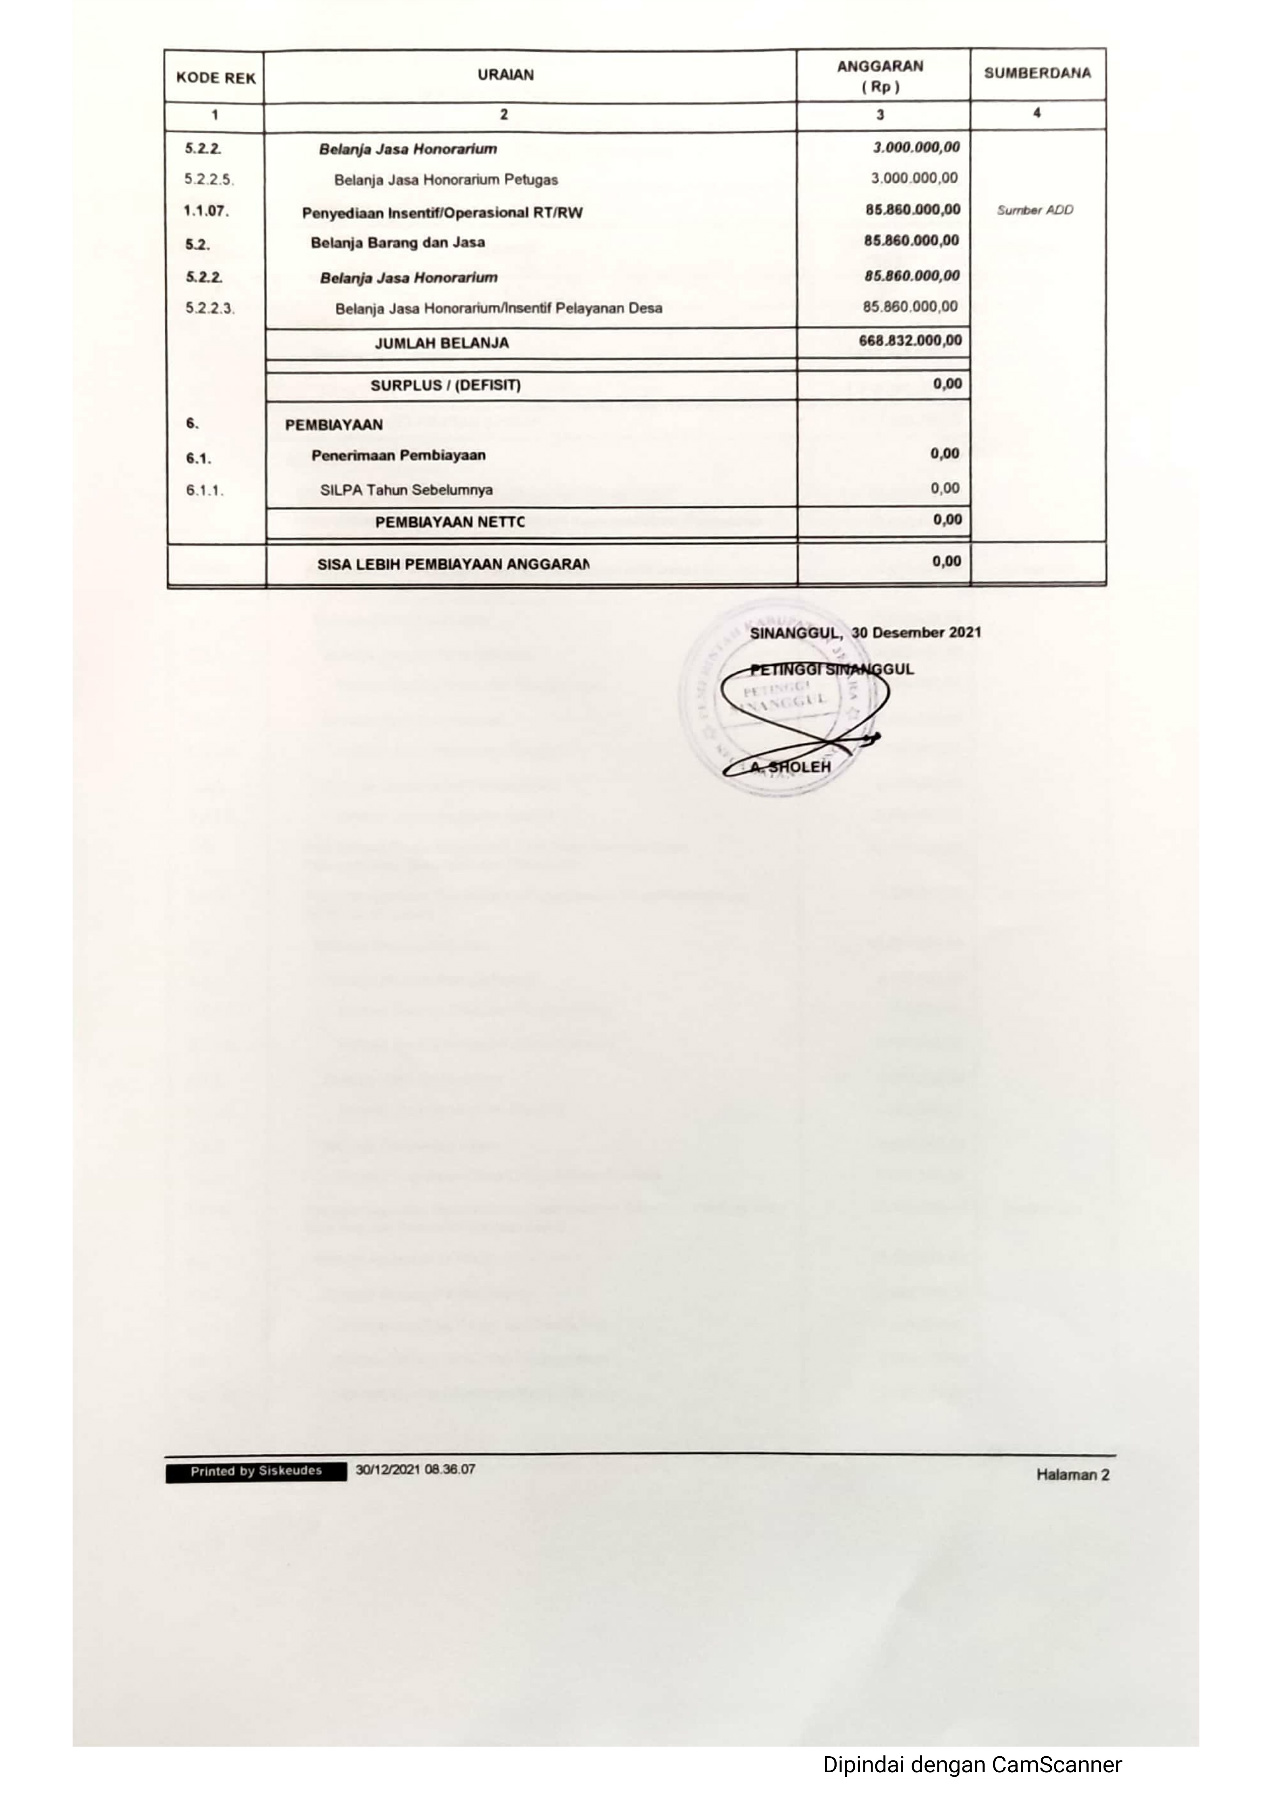 KODE REK URAIAN ANGGARAN ( Rp ) SUMBERDANA
1 2 3 4
5.2.2. Belanja Jasa Honorarium 3.000.000,00
5.2.2.5. Belanja Jasa Honorarium Petugas 3.000.000,00
1.1.07. Penyediaan Insentif/Operasional RT/RW 85.860.000,00 Sumber ADD
5.2. Belanja Barang dan Jasa 85.860.000,00
5.2.2. Belanja Jasa Honorarium 85.860.000,00
5.2.2.3. Belanja Jasa Honorarium/Insentif Pelayanan Desa 85.860.000,00
JUMLAH BELANJA 668.832.000,00
SURPLUS / (DEFISIT) 0,00
6. PEMBIAYAAN
6.1. Penerimaan Pembiayaan 0,00
6.1.1. SILPA Tahun Sebelumnya 0,00
PEMBIAYAAN NETTC 0,00
SISA LEBIH PEMBIAYAAN ANGGARAN 0,00
SINANGGUL, 30 Desember 2021
PETINGGI SINANGGUL
PETINGGI
SINANGGUL
A. SHOLEH
Printed by Siskeudes 30/12/2021 08.36.07 Halaman 2
Dipindai dengan CamScanner